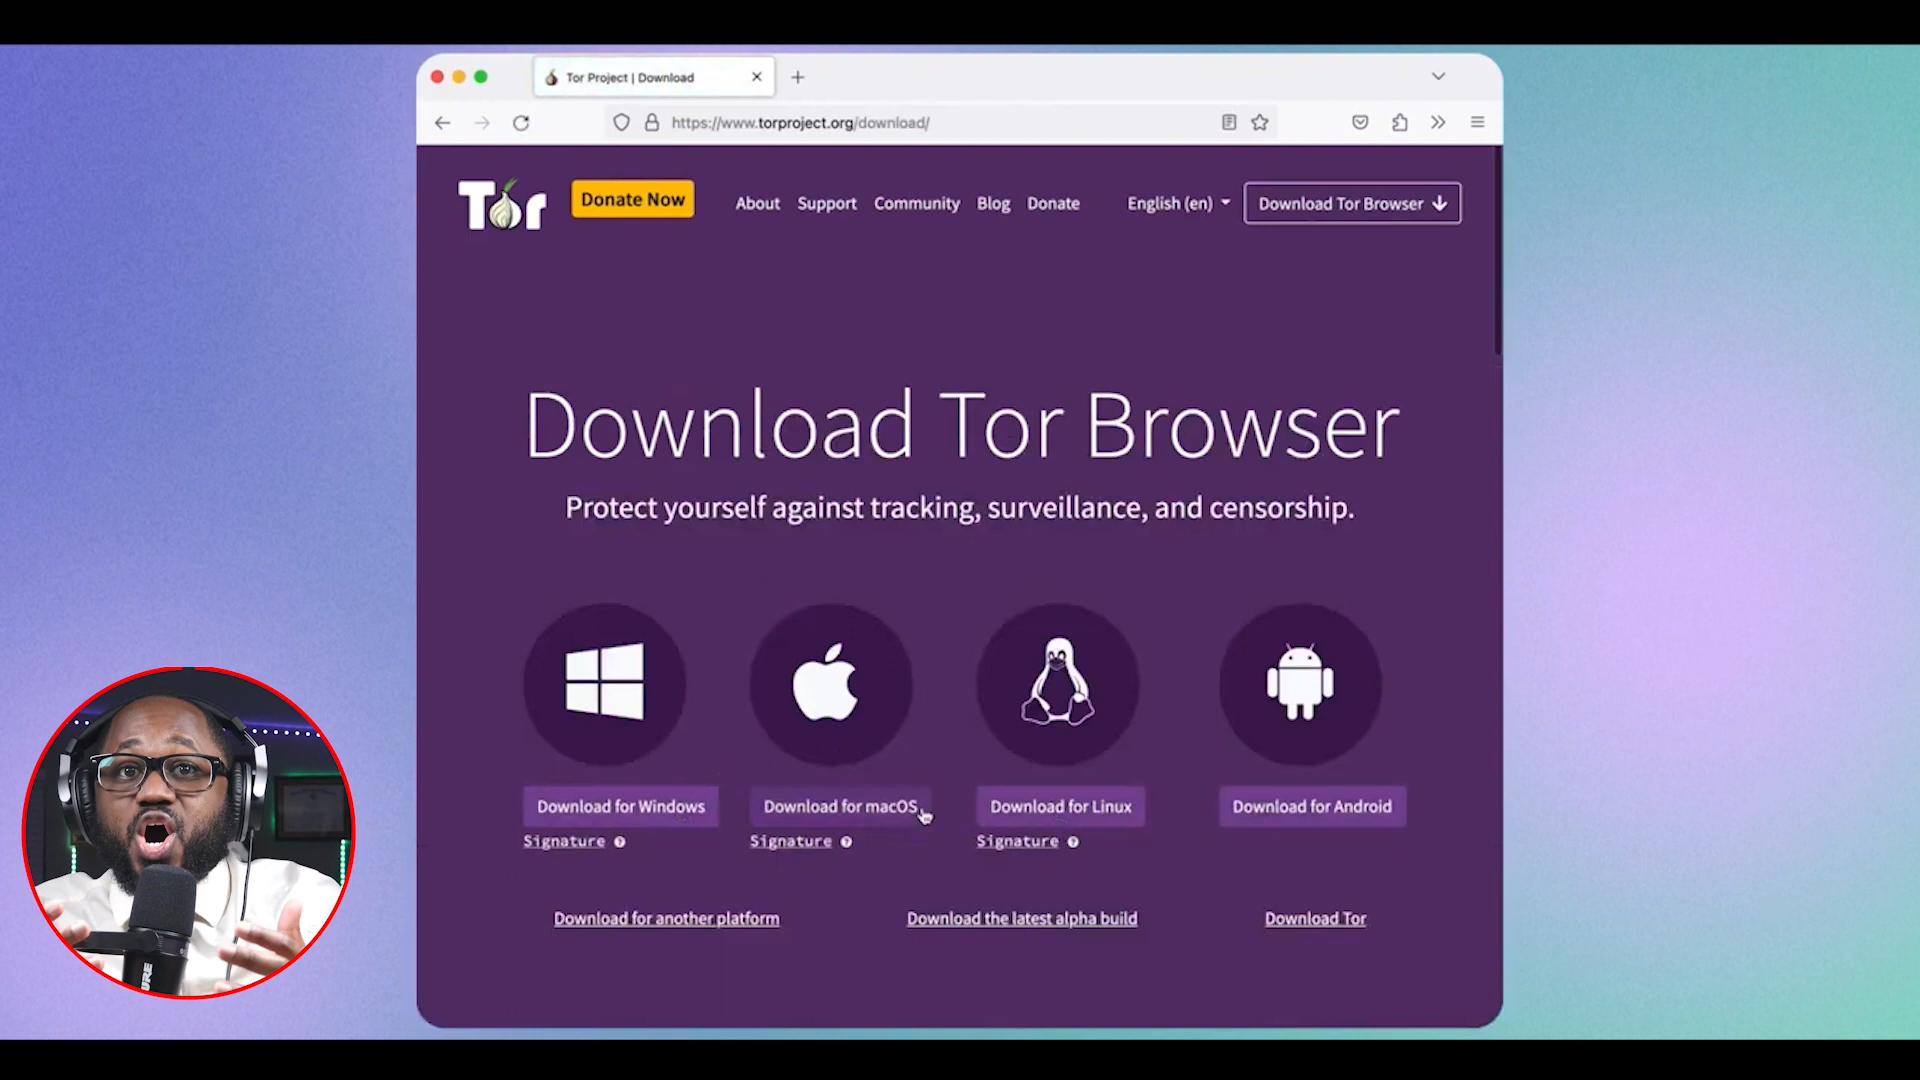 Tor Project | Download
https://www.torproject.org/download/
Tor
Donate Now
About
Support
Community
Blog
Donate
English (en)
Download Tor Browser
Download Tor Browser
Protect yourself against tracking, surveillance, and censorship.
Download for Windows
Download for macOS
Download for Linux
Download for Android
Signature
Signature
Signature
Download for another platform
Download the latest alpha build
Download Tor